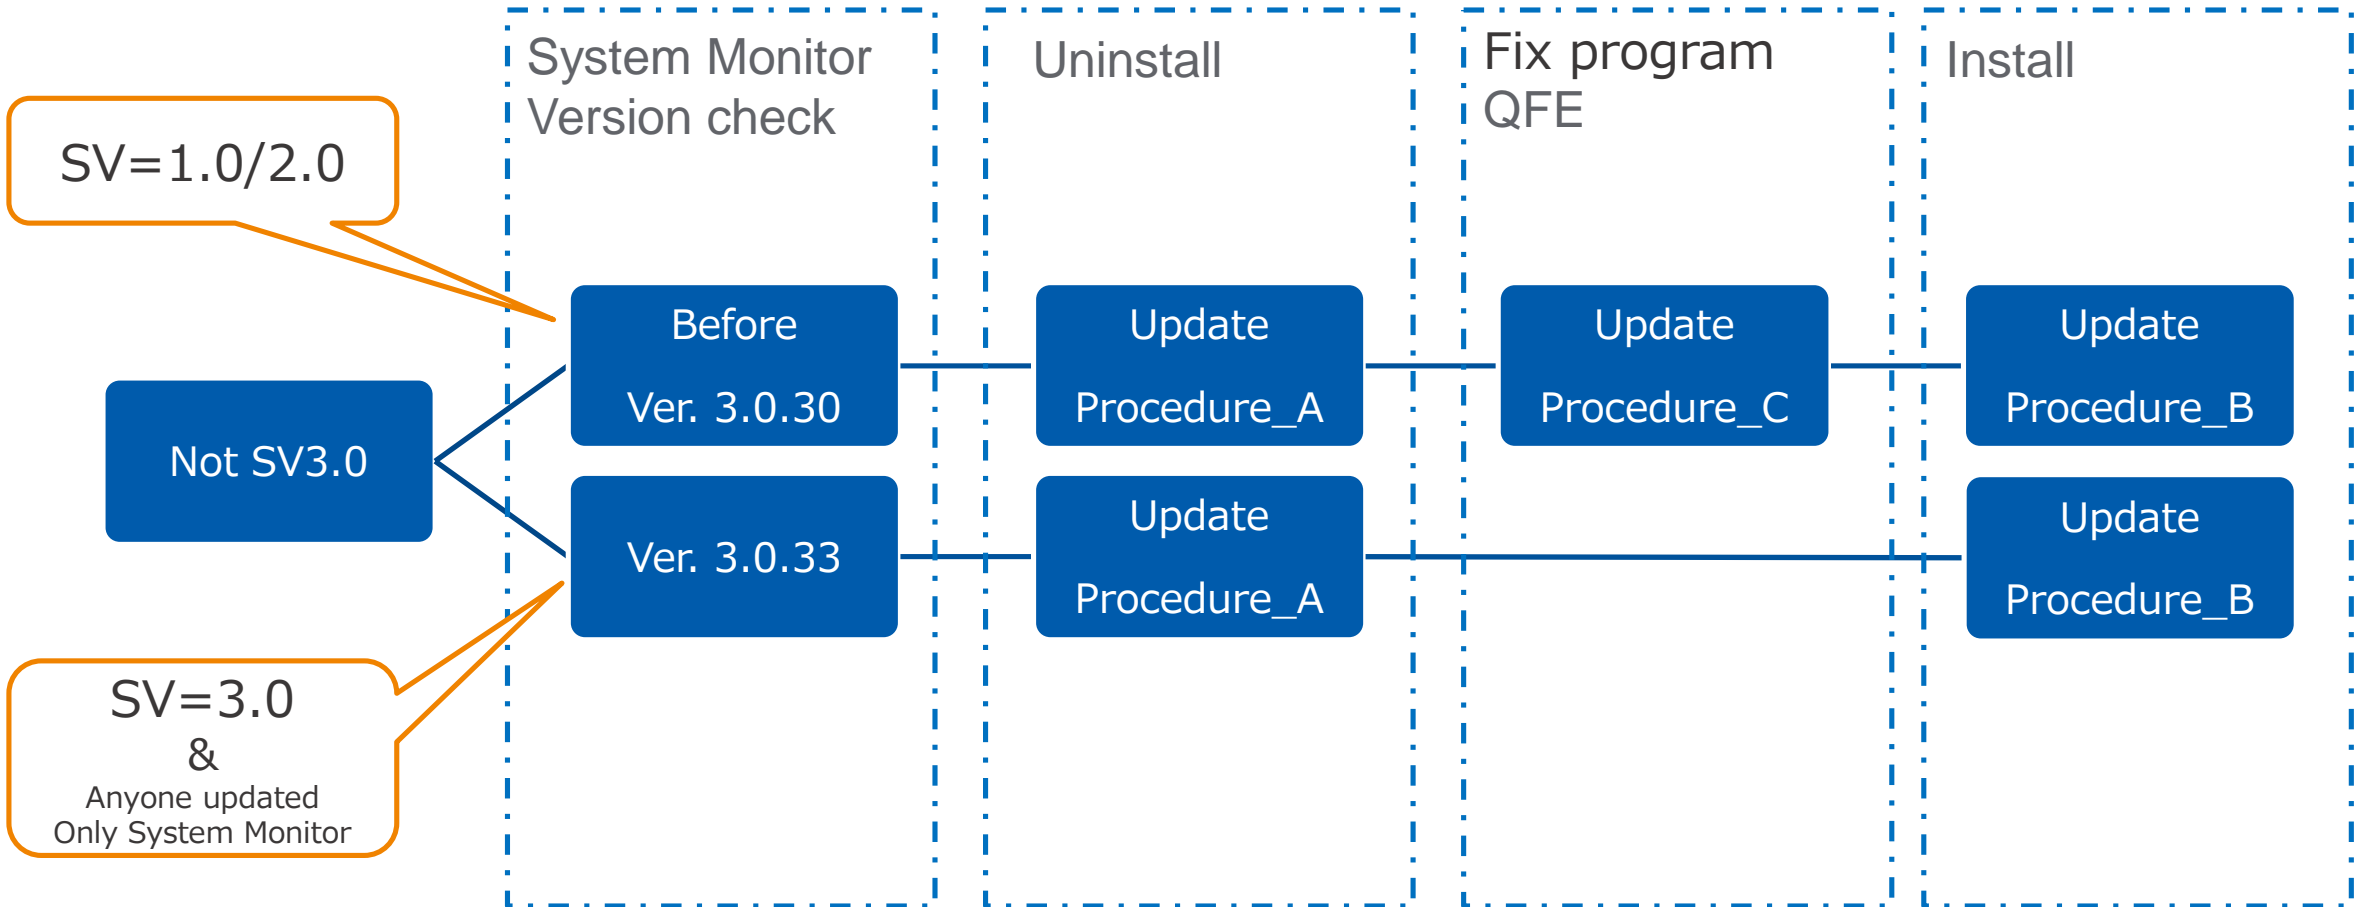 System Monitor
Version check
Uninstall
Fix program
QFE
Install
SV=1.0/2.0
Not SV3.0
Before
Ver. 3.0.30
Update
Procedure_A
Update
Procedure_C
Update
Procedure_B
Ver. 3.0.33
Update
Procedure_A
Update
Procedure_B
SV=3.0
&
Anyone updated
Only System Monitor